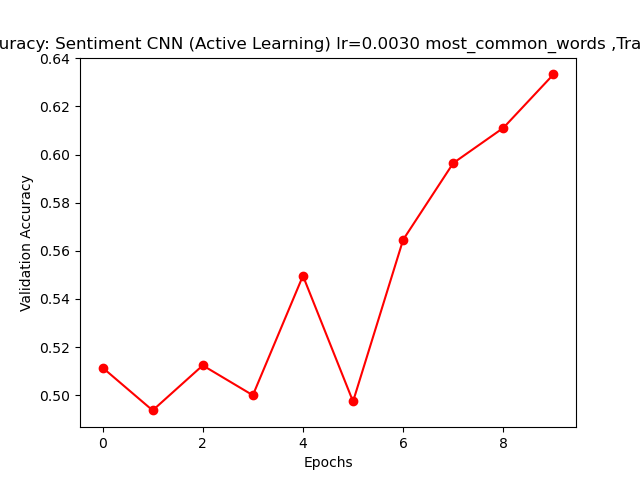 uracy: Sentiment CNN (Active Learning) lr=0.0030 most_common_words ,Tra
0.64
0.62
0.60
0.58
0.56
0.54
0.52
0.50
Validation Accuracy
0 2 4 6 8
Epochs